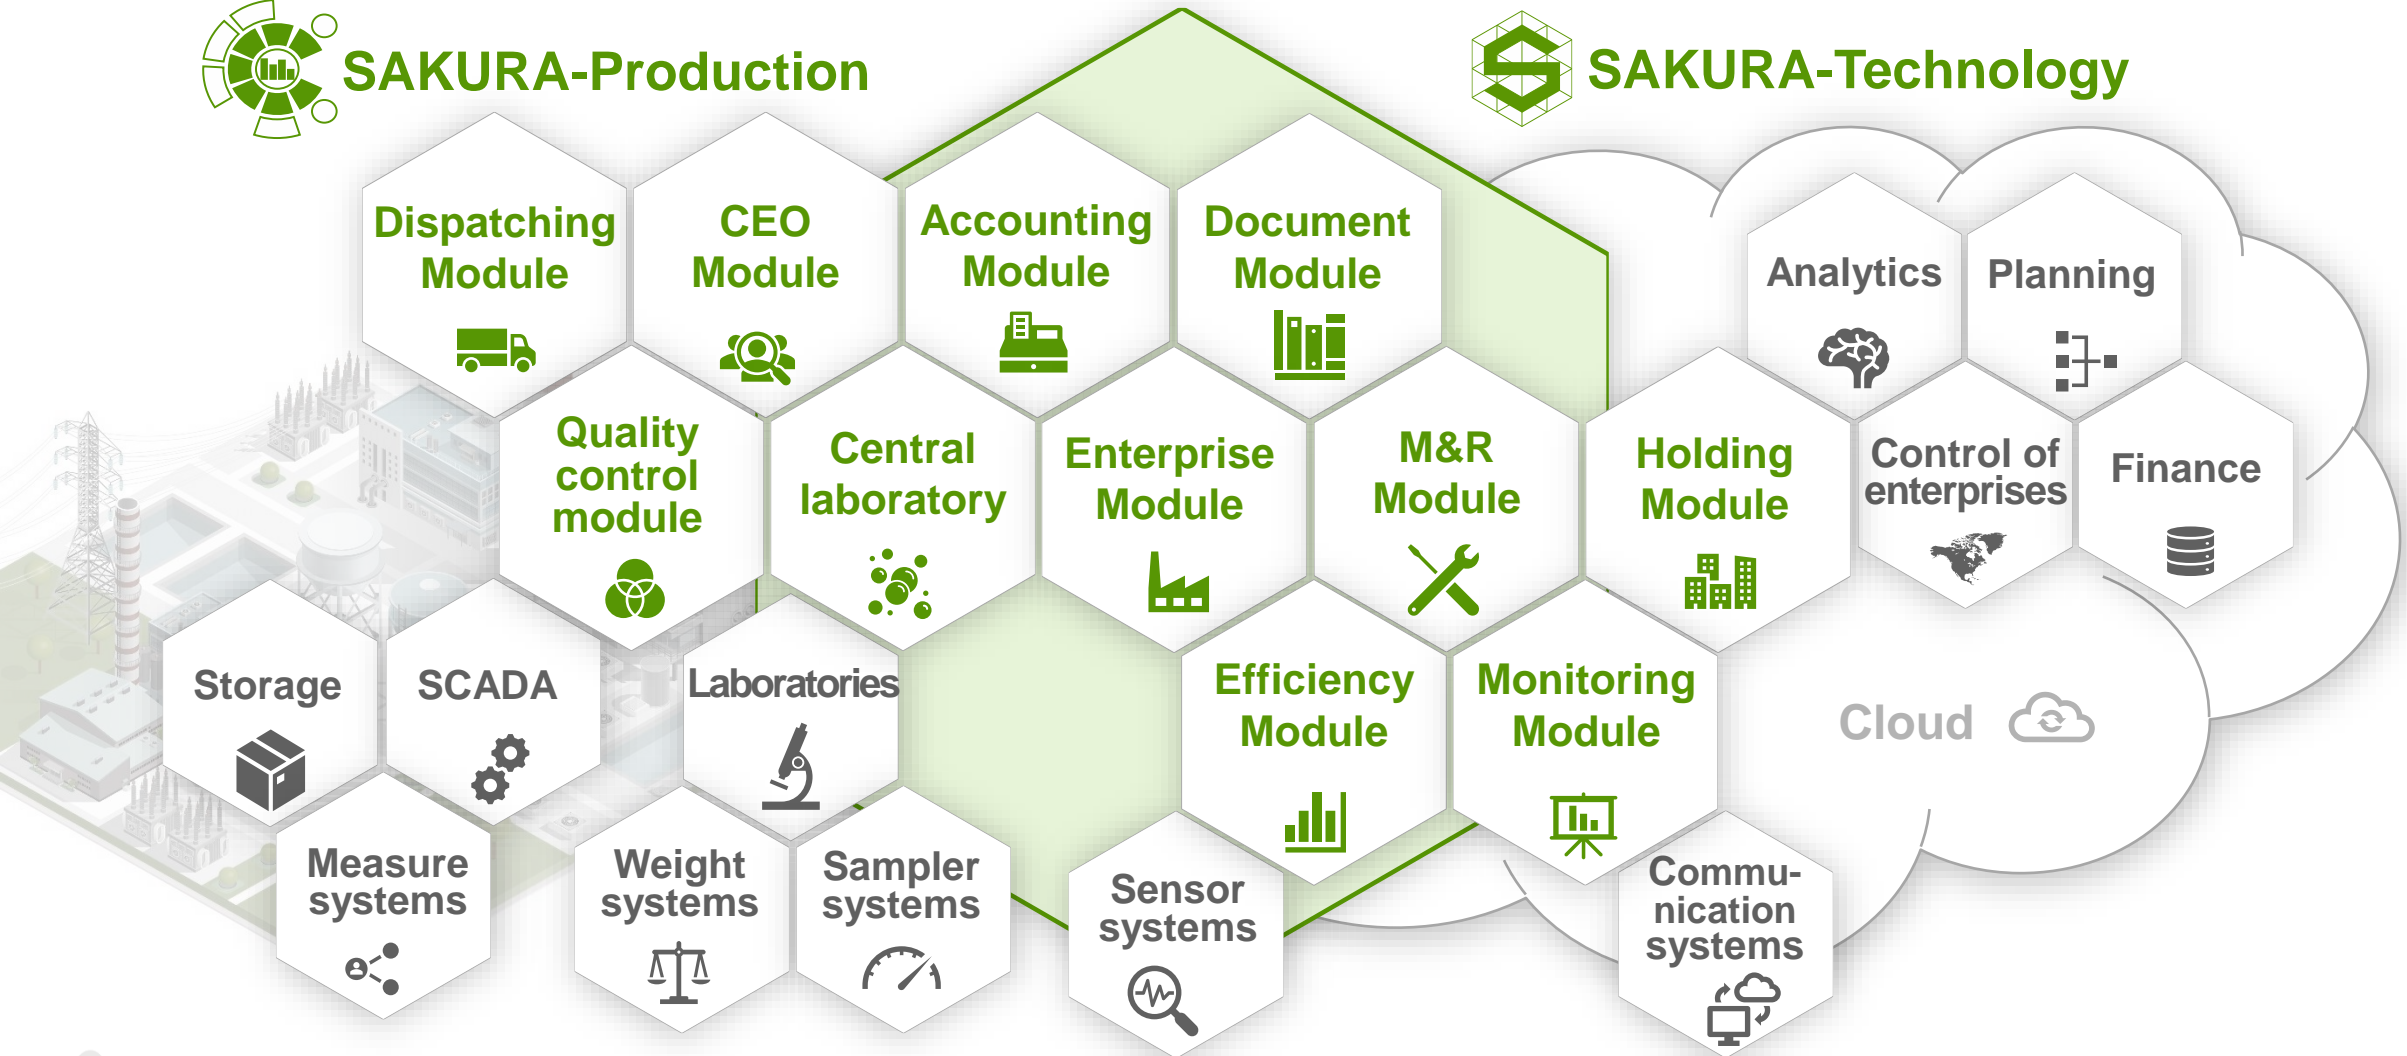 SAKURA-Production
SAKURA-Technology
Dispatching
Module
CEO
Module
Accounting
Module
Document
Module
Analytics
Planning
Quality
control
module
Central
laboratory
Enterprise
Module
M&R
Module
Holding
Module
Control of
enterprises
Finance
Storage
SCADA
Laboratories
Efficiency
Module
Monitoring
Module
Cloud
Measure
systems
Weight
systems
Sampler
systems
Sensor
systems
Commu-
nication
systems